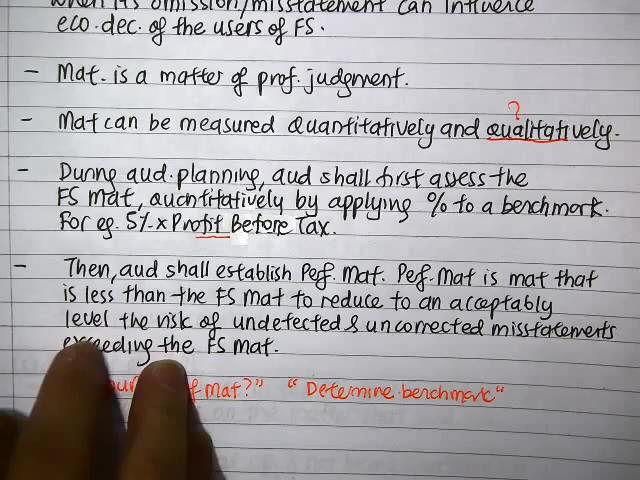 when its omission/misstatement can influence
eco. dec. of the users of FS.
- Mat. is a matter of prof. judgment.
?
- Mat can be measured quantitatively and qualitatively.
- During aud. planning, aud shall first assess the
FS mat, quantitatively by applying % to a benchmark.
For eg. 5% x Profit Before Tax.
- Then, aud shall establish Perf. Mat. Perf. Mat is mat that
is less than the FS mat to reduce to an acceptably
level the risk of undetected & uncorrected misstatements
exceeding the FS mat.
of mat?" "Determine benchmark"